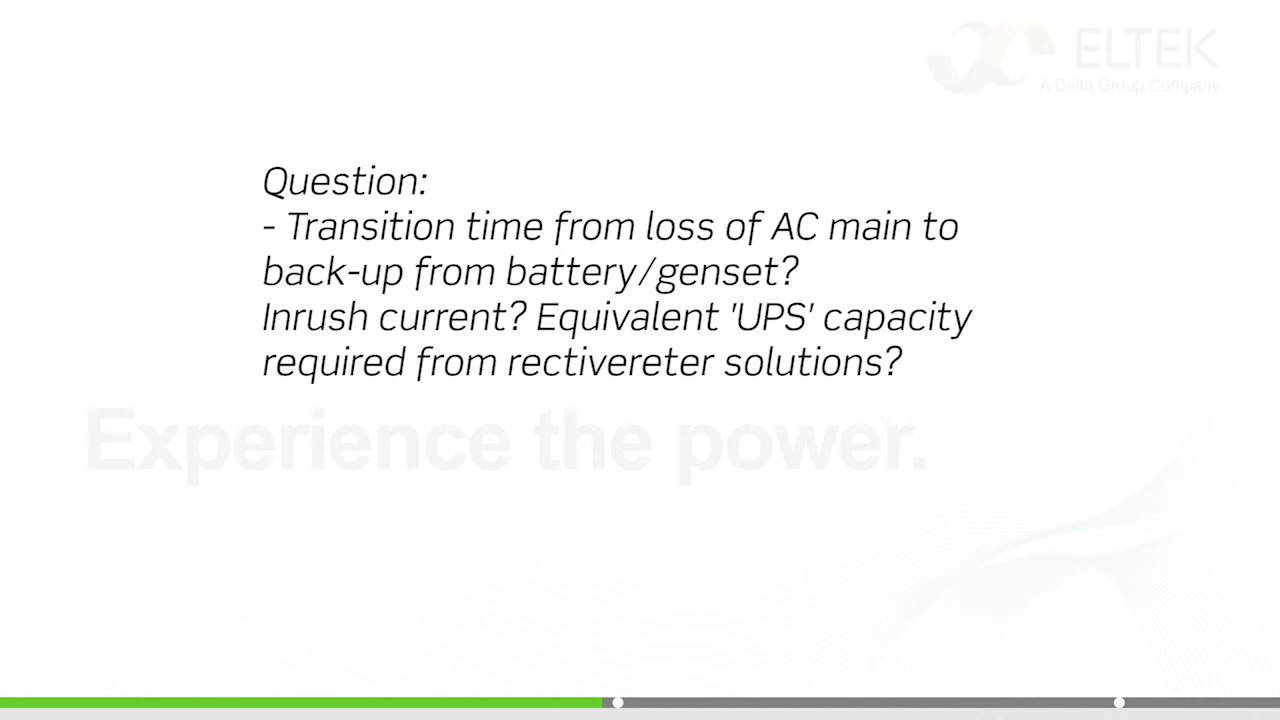 ELTEK
A Delta Group Company
Question:
- Transition time from loss of AC main to
back-up from battery/genset?
Inrush current? Equivalent 'UPS' capacity
required from rectivereter solutions?
Experience the power.